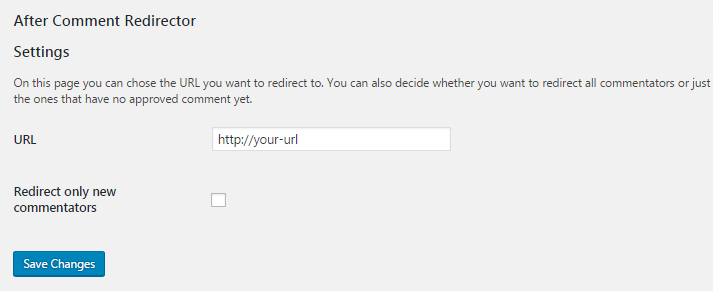 After Comment Redirector
Settings
On this page you can chose the URL you want to redirect to. You can also decide whether you want to redirect all commentators or just
the ones that have no approved comment yet.
URL
http://your-url
Redirect only new
commentators
Save Changes